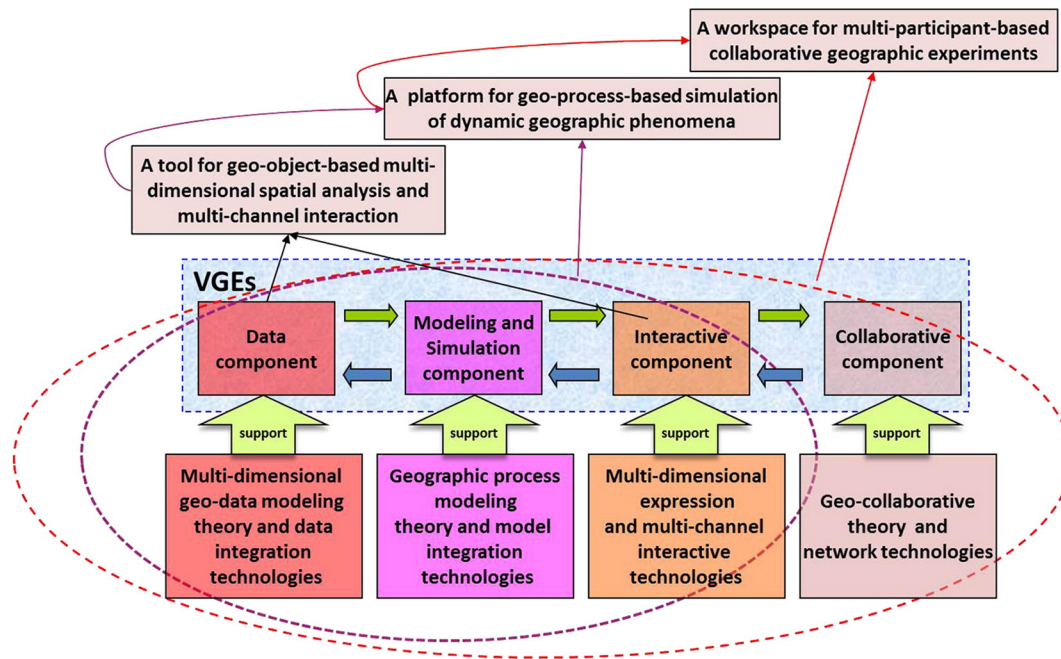 A workspace for multi-participant-based
collaborative geographic experiments
A platform for geo-process-based simulation
of dynamic geographic phenomena
A tool for geo-object-based multi-
dimensional spatial analysis and
multi-channel interaction
VGEs
Data
component
Modeling and
Simulation
component
Interactive
component
Collaborative
component
support
support
support
support
Multi-dimensional
geo-data modeling
theory and data
integration
technologies
Geographic process
modeling
theory and model
integration
technologies
Multi-dimensional
expression
and multi-channel
interactive
technologies
Geo-collaborative
theory and
network technologies